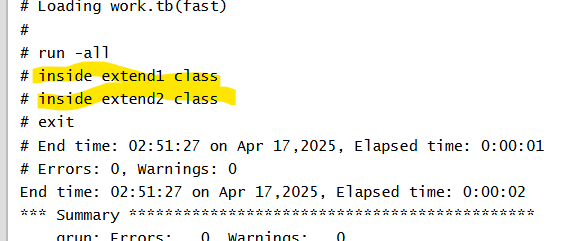 # Loading work.tb(fast)
#
# run -all
# inside extend1 class
# inside extend2 class
# exit
# End time: 02:51:27 on Apr 17,2025, Elapsed time: 0:00:01
# Errors: 0, Warnings: 0
End time: 02:51:27 on Apr 17,2025, Elapsed time: 0:00:02
*** Summary *********************************************
qrun: Errors: 0, Warnings: 0